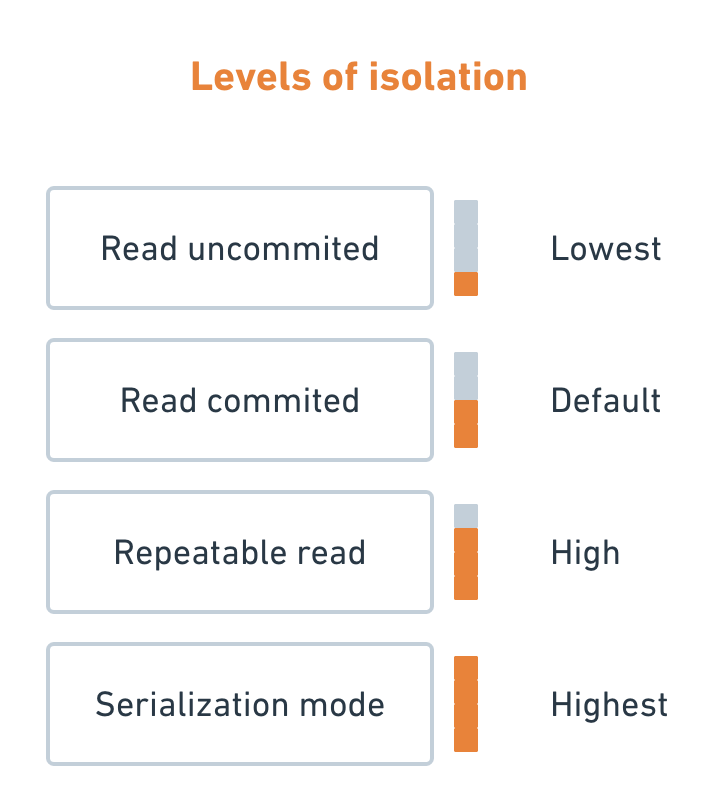 Levels of isolation
Read uncommited
Lowest
Read commited
Default
Repeatable read
High
Serialization mode
Highest